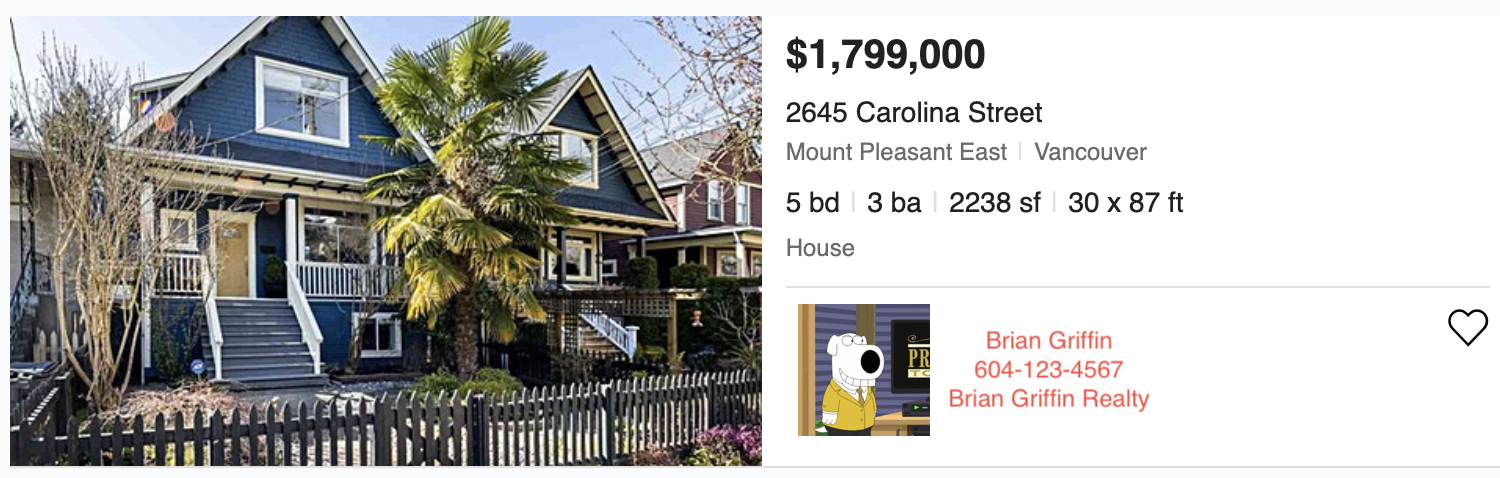 $1,799,000
2645 Carolina Street
Mount Pleasant East | Vancouver
5 bd | 3 ba | 2238 sf | 30 x 87 ft
House
PR
TO
Brian Griffin
604-123-4567
Brian Griffin Realty